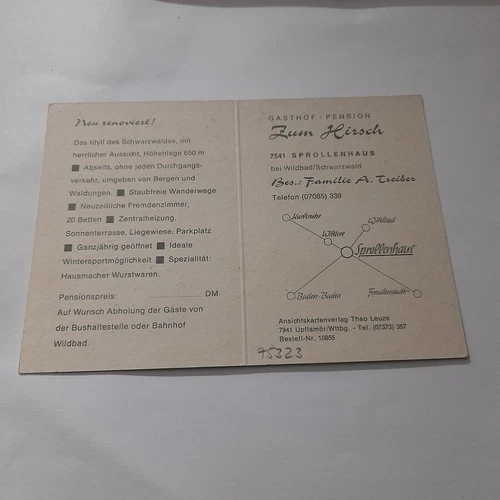 Neu renoviert!
Das Idyll des Schwarzwaldes, mit
herrlicher Aussicht, Höhenlage 650 m
■ Abseits, ohne jeden Durchgangs-
verkehr, umgeben von Bergen und
Waldungen. ■ Staubfreie Wanderwege
■ Neuzeitliche Fremdenzimmer,
20 Betten ■ Zentralheizung.
Sonnenterrasse, Liegewiese, Parkplatz
■ Ganzjährig geöffnet ■ Ideale
Wintersportmöglichkeit ■ Spezialität:
Hausmacher Wurstwaren.
Pensionspreis: DM
Auf Wunsch Abholung der Gäste von
der Bushaltestelle oder Bahnhof
Wildbad
GASTHOF - PENSION
Zum Hirsch
7541 SPROLLENHAUS
bei Wildbad/Schwarzwald
Bes.: Familie A. Treiber
Telefon (07085) 339
Karlsruhe
Wildbad
Sprollenhaus
Baden-Baden
Freudenstadt
Ansichtskartenverlag Theo Leuze
7941 Upflamör/Wttbg. - Tel. (07373) 357
Bestell-Nr. 10855
75323